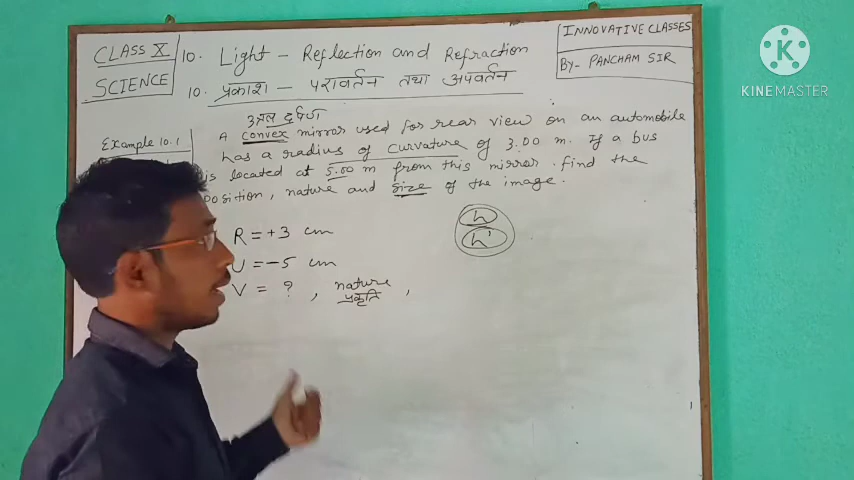 CLASS X
SCIENCE
10. Light - Reflection and Refraction
10. प्रकाश - परावर्तन तथा अपवर्तन
INNOVATIVE CLASSES
By- PANCHAM SIR
KINEMASTER
Example 10.1
दर्पण
A convex mirror used for rear view on an automobile
has a radius of curvature of 3.00 m. If a bus
is located at 5.00 m from this mirror. find the
position, nature and size of the image.
R = +3 cm
U = -5 cm
V = ? , nature ,
प्रकृति
h
h'